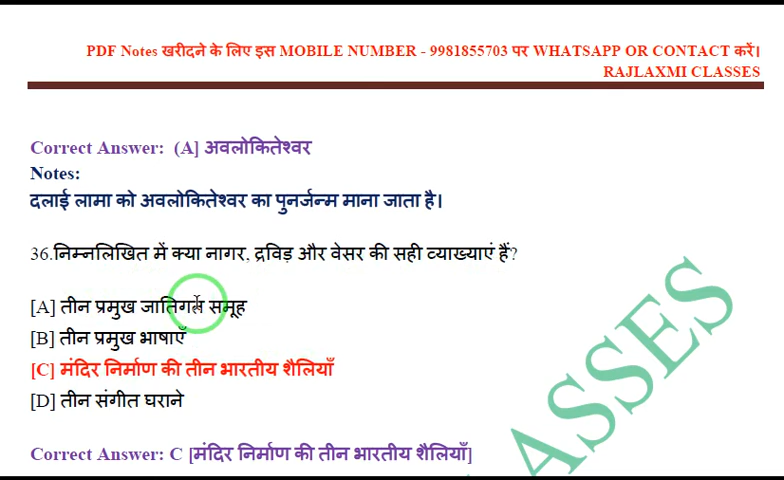 PDF Notes खरीदने के लिए इस MOBILE NUMBER - 9981855703 पर WHATSAPP OR CONTACT करें।
RAJLAXMI CLASSES
Correct Answer: (A] अवलोकितेश्वर
Notes:
दलाई लामा को अवलोकितेश्वर का पुनर्जन्म माना जाता है।
36.निम्नलिखित में क्या नागर, द्रविड़ और वेसर की सही व्याख्याएं हैं?
[A] तीन प्रमुख जातिगत समूह
[B] तीन प्रमुख भाषाएँ
[C] मंदिर निर्माण की तीन भारतीय शैलियाँ
[D] तीन संगीत घराने
Correct Answer: C [मंदिर निर्माण की तीन भारतीय शैलियाँ]
ASSES